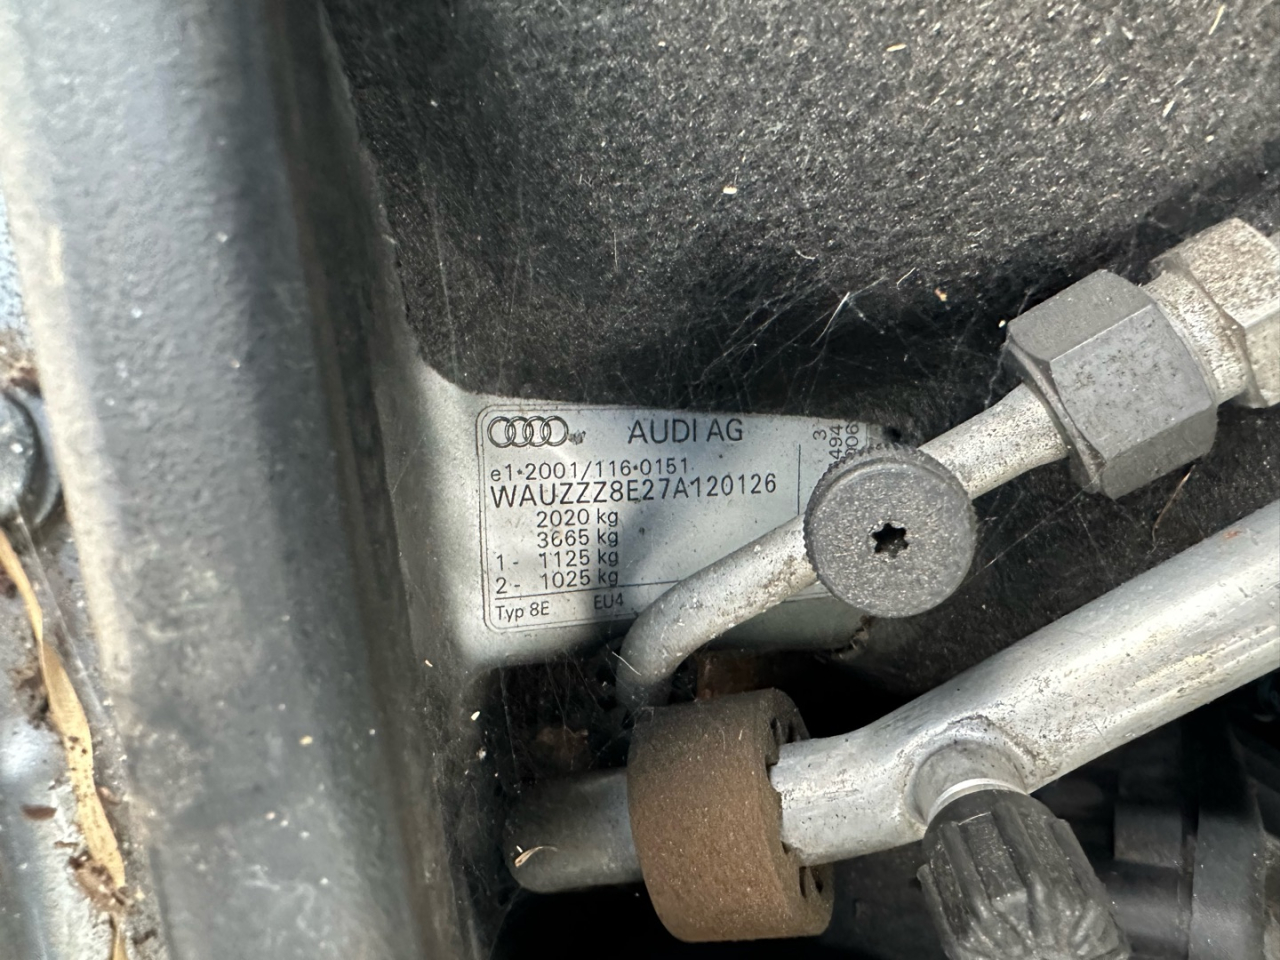 AUDI AG
e1*2001/116*0151
WAUZZZ8E27A120126
2020 kg
3665 kg
1 - 1125 kg
2 - 1025 kg
Typ 8E EU4